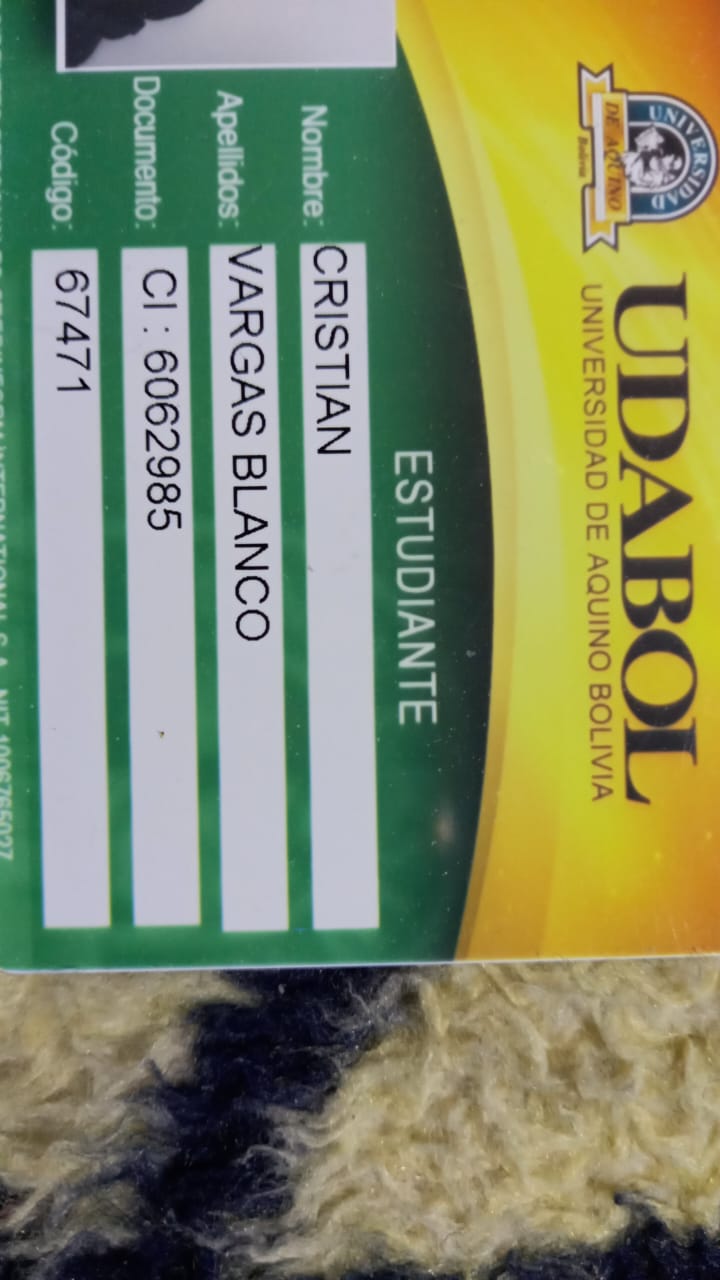 UNIVERSIDAD
DE AQUINO
Bolivia
UDABOL
UNIVERSIDAD DE AQUINO BOLIVIA
ESTUDIANTE
Nombre: CRISTIAN
Apellidos: VARGAS BLANCO
Documento: CI : 6062985
Código: 67471
INTERNATIONAL S.A. NIT 1006765027